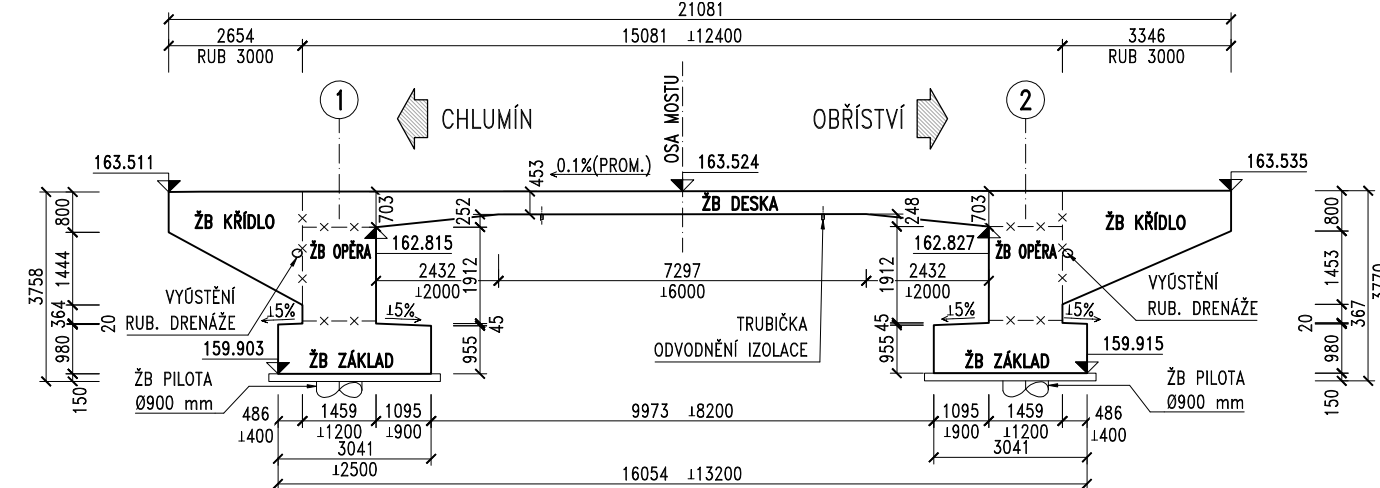 21081
2654
15081 ⊥12400
3346
RUB 3000
RUB 3000
1
2
CHLUMÍN
OSA MOSTU
OBŘÍSTVÍ
163.511
453
0.1%(PROM.)
163.524
163.535
800
703
252
ŽB DESKA
248
703
800
ŽB KŘÍDLO
ŽB OPĚRA
162.815
162.827
ŽB OPĚRA
ŽB KŘÍDLO
3758
1444
1912
2432
⊥2000
7297
⊥6000
1912
2432
⊥2000
1453
3770
VYÚSTĚNÍ
RUB. DRENÁŽE
VYÚSTĚNÍ
RUB. DRENÁŽE
364
20
⊥5%
⊥5%
45
TRUBIČKA
ODVODNĚNÍ IZOLACE
45
⊥5%
⊥5%
20
367
159.903
159.915
980
ŽB ZÁKLAD
955
955
ŽB ZÁKLAD
980
ŽB PILOTA
Ø900 mm
ŽB PILOTA
Ø900 mm
150
150
486
⊥400
1459
⊥1200
1095
⊥900
9973 ⊥8200
1095
⊥900
1459
⊥1200
486
⊥400
3041
⊥2500
3041
16054 ⊥13200